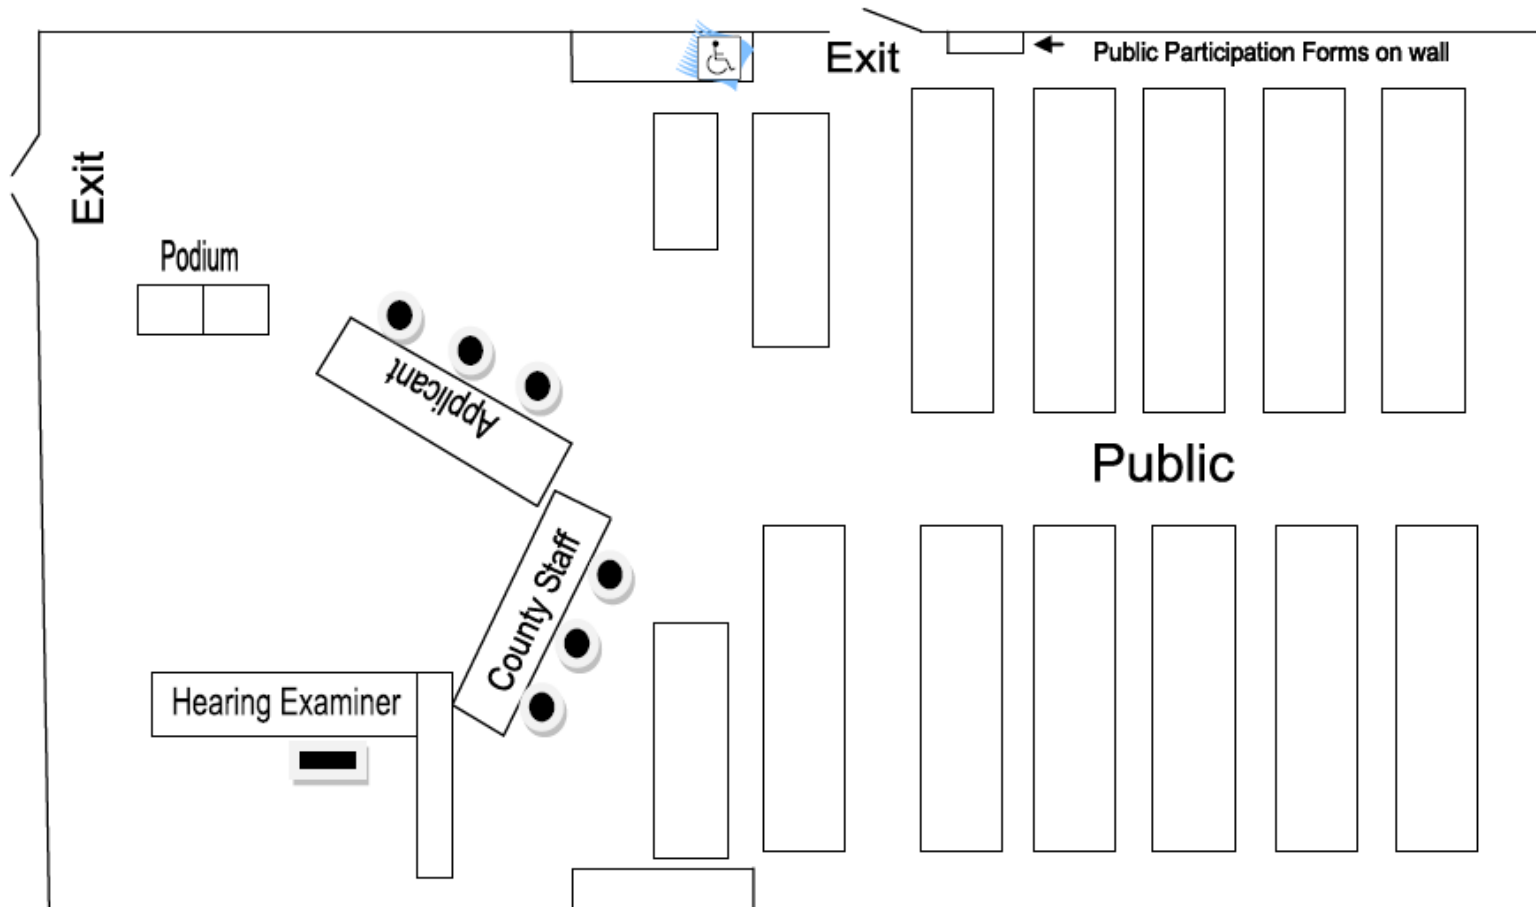 Exit
Public Participation Forms on wall
Exit
Podium
Applicant
Public
County Staff
Hearing Examiner